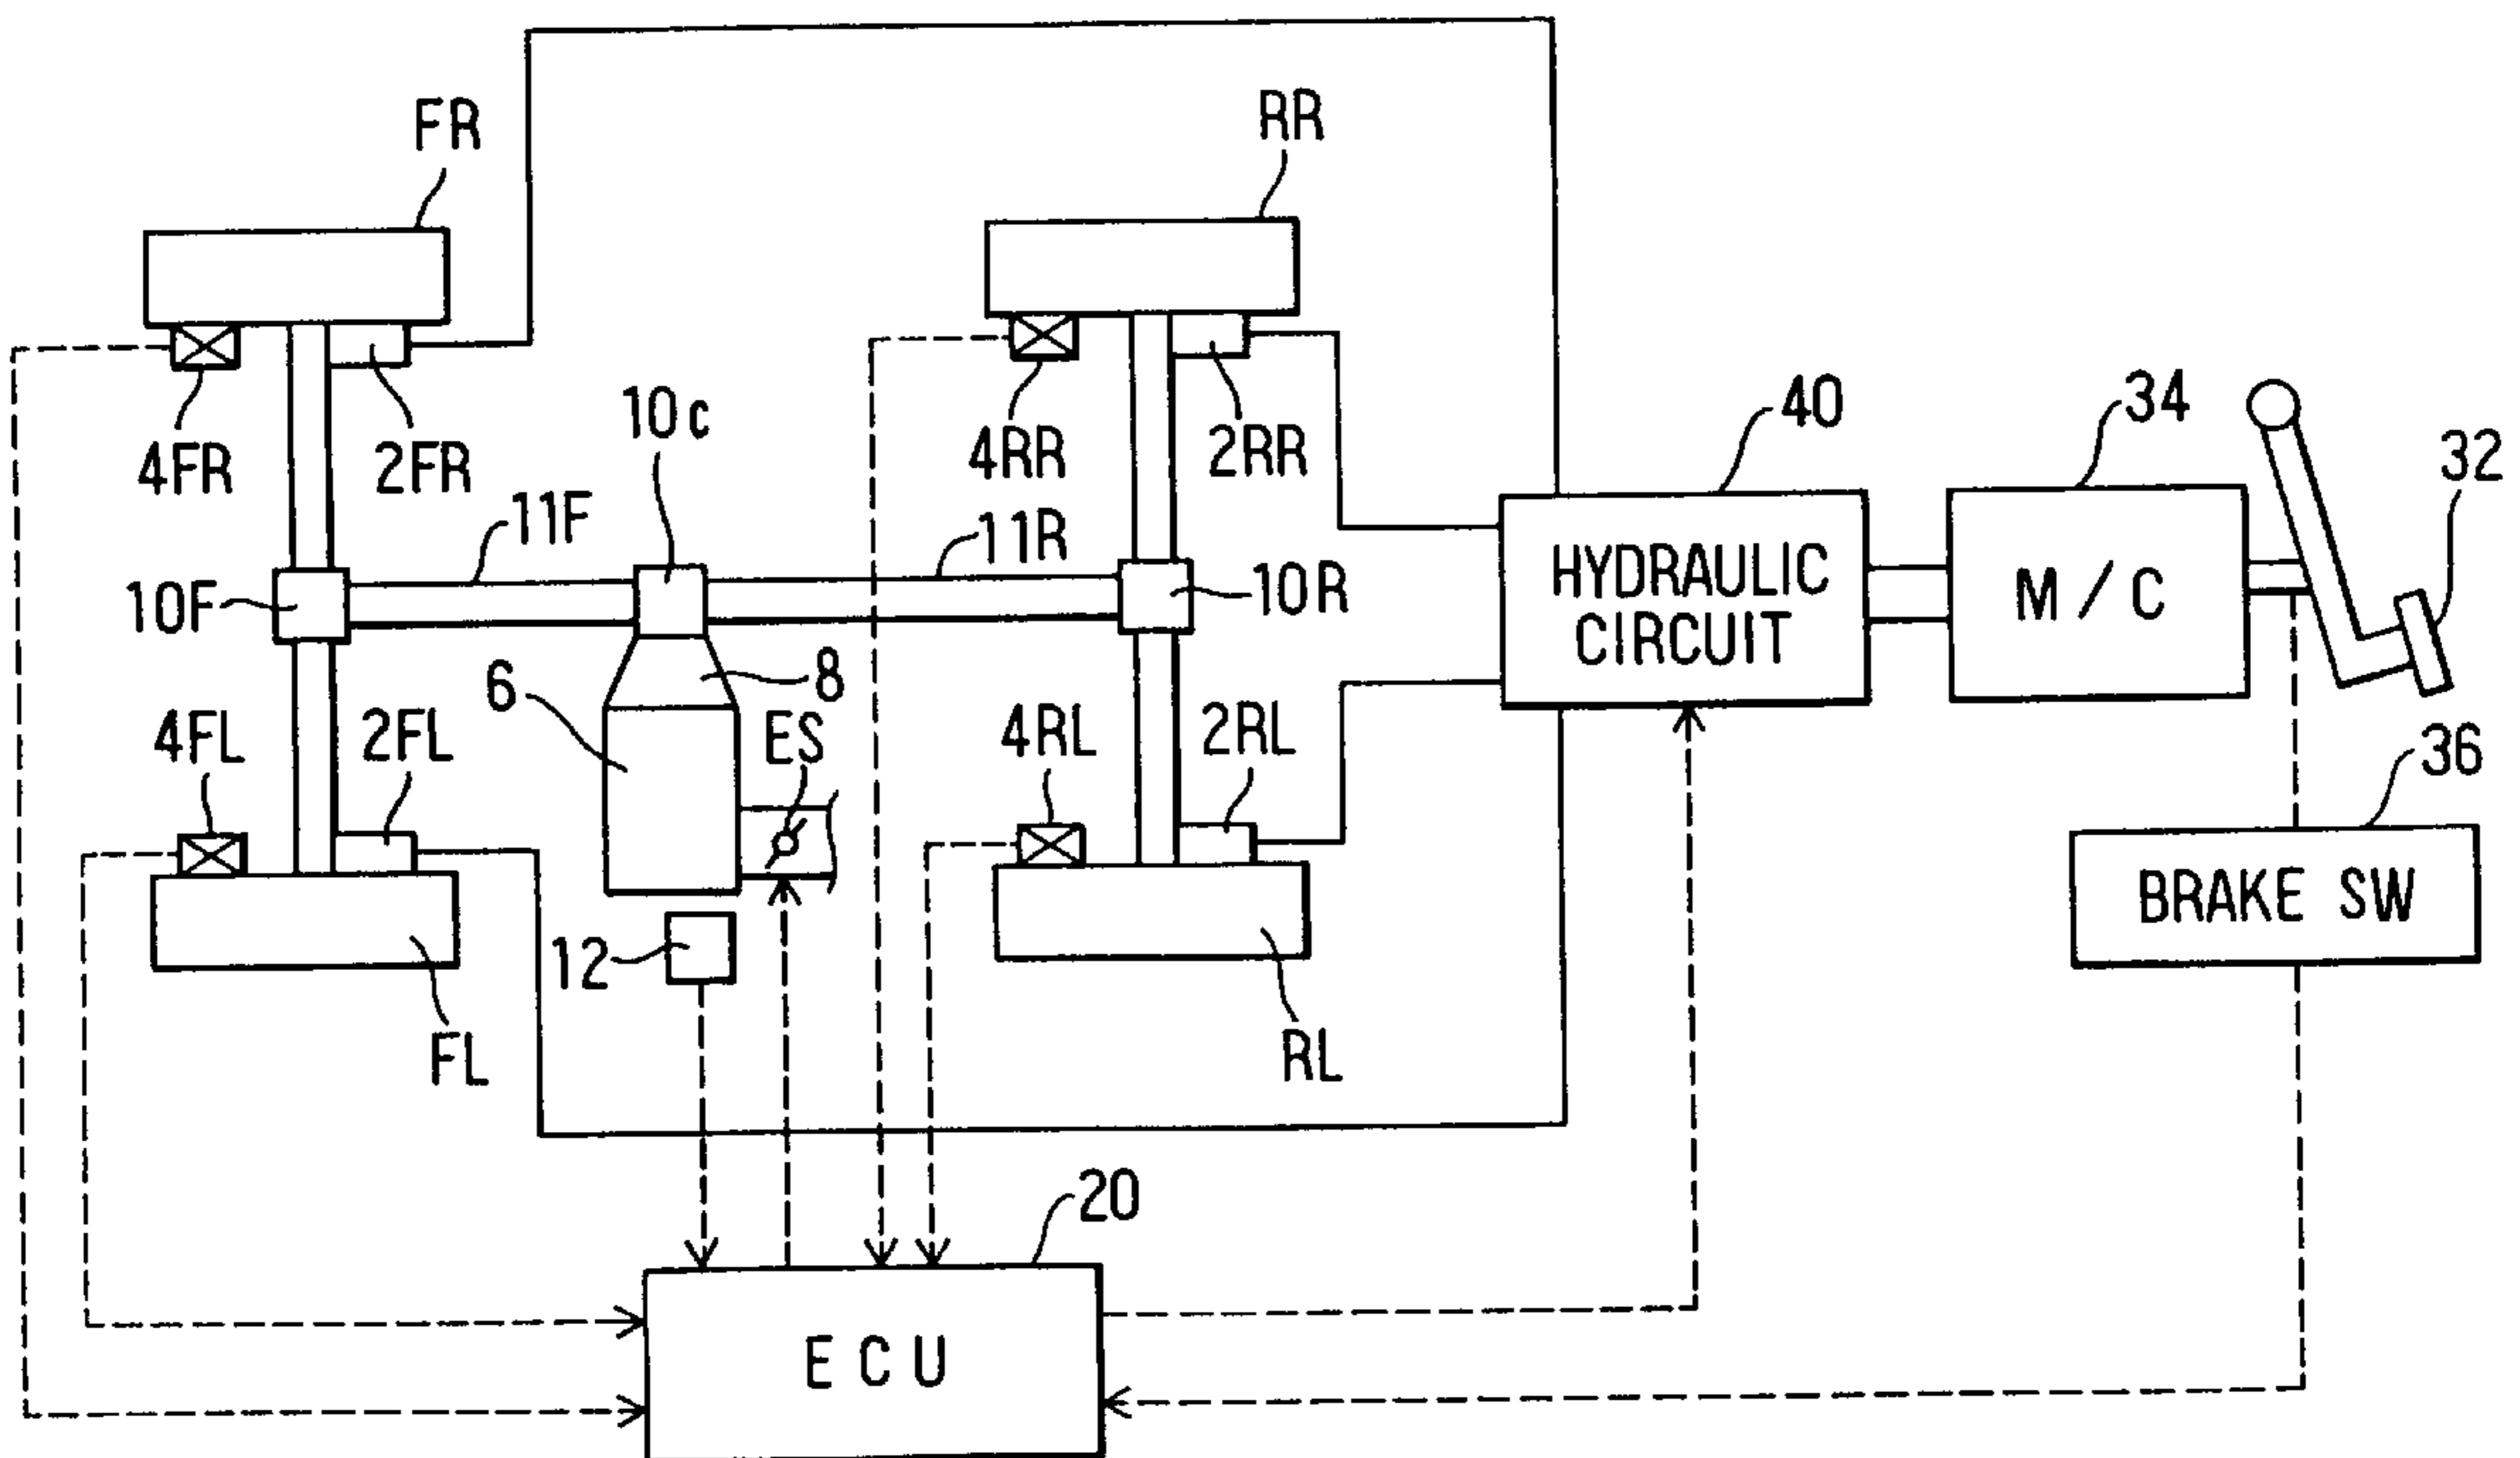 FR
RR
4FR
2FR
10c
4RR
2RR
40
34
32
11F
11R
10F
10R
HYDRAULIC
CIRCUIT
M/C
6
8
4FL
2FL
ES
4RL
2RL
36
BRAKE SW
12
FL
RL
20
ECU